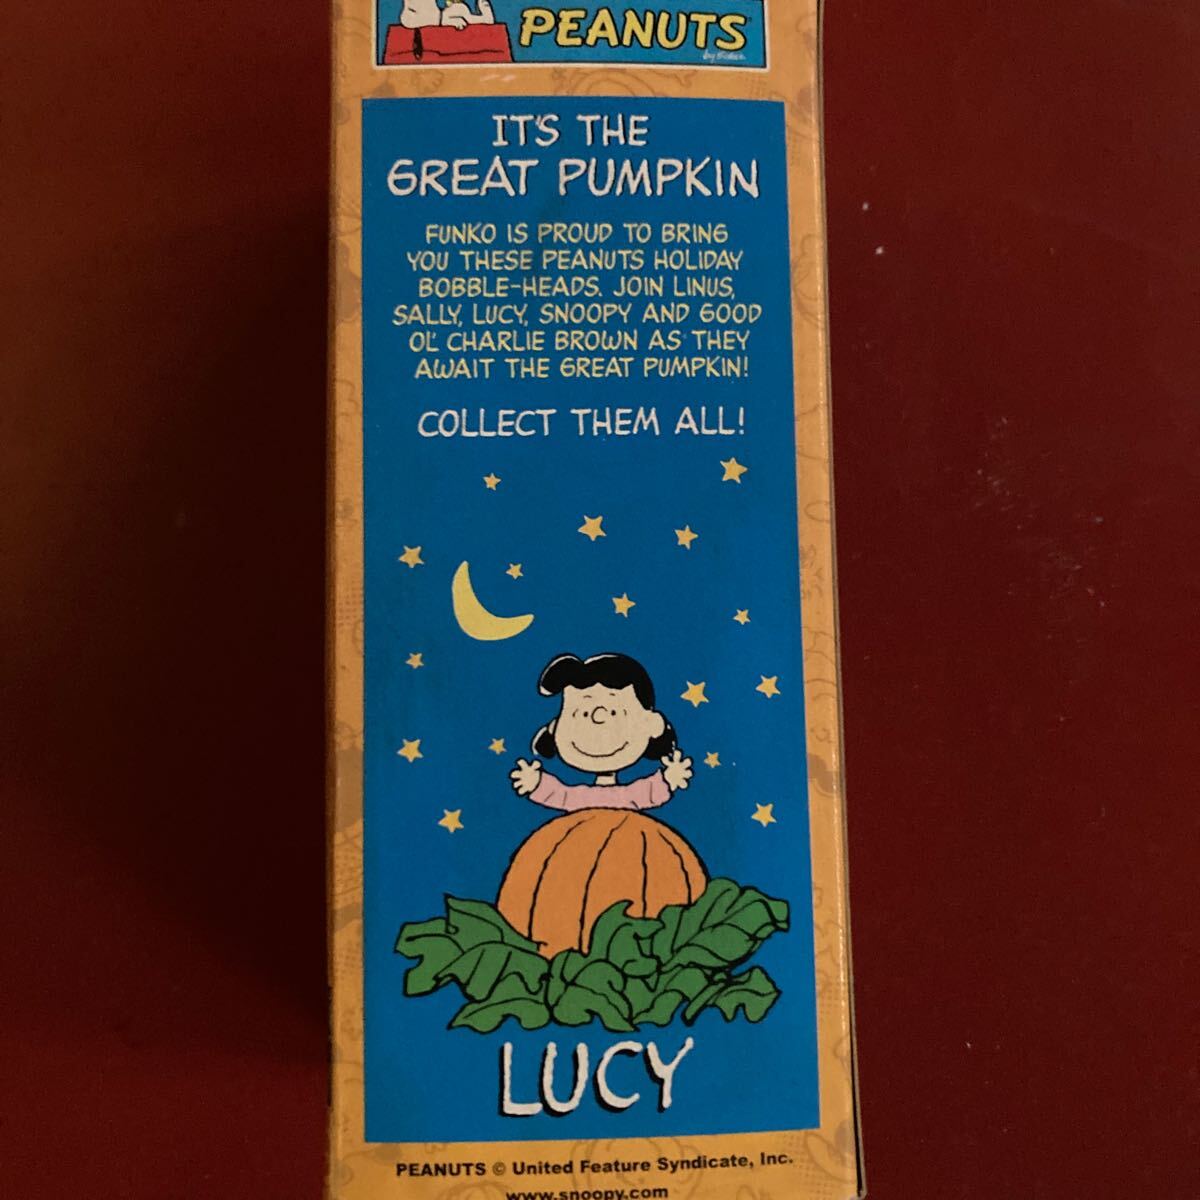 PEANUTS
IT'S THE
GREAT PUMPKIN
FUNKO IS PROUD TO BRING
YOU THESE PEANUTS HOLIDAY
BOBBLE-HEADS. JOIN LINUS,
SALLY, LUCY, SNOOPY AND GOOD
OL' CHARLIE BROWN AS THEY
AWAIT THE GREAT PUMPKIN!
COLLECT THEM ALL!
LUCY
PEANUTS © United Feature Syndicate, Inc.
www.snoopy.com